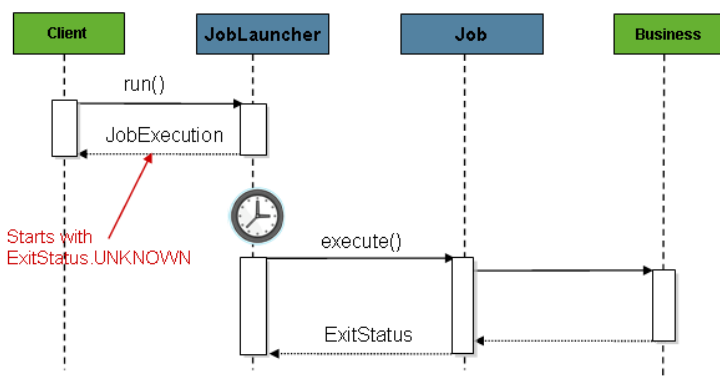 Client
JobLauncher
Job
Business
run()
JobExecution
Starts with
ExitStatus.UNKNOWN
execute()
ExitStatus